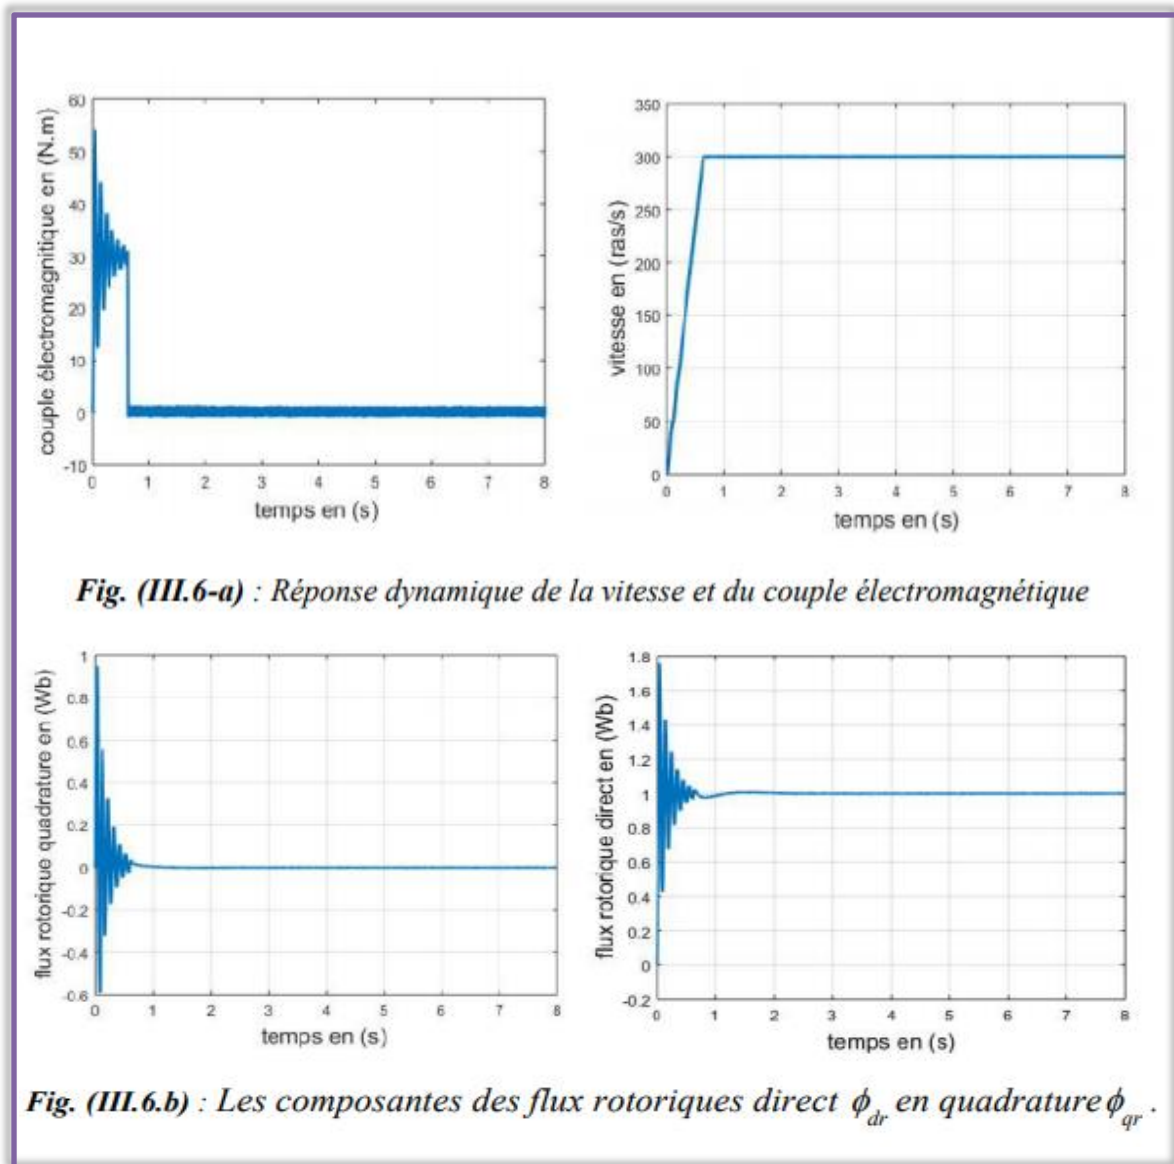 couple électromagnitique en (N.m)
60
50
40
30
20
10
0
-10
0 1 2 3 4 5 6 7 8
temps en (s)
vitesse en (ras/s)
350
300
250
200
150
100
50
0
0 1 2 3 4 5 6 7 8
temps en (s)
Fig. (III.6-a) : Réponse dynamique de la vitesse et du couple électromagnétique
flux rotorique quadrature en (Wb)
1
0.8
0.6
0.4
0.2
0
-0.2
-0.4
-0.6
0 1 2 3 4 5 6 7 8
temps en (s)
flux rotorique direct en (Wb)
1.8
1.6
1.4
1.2
1
0.8
0.6
0.4
0.2
0
-0.2
0 1 2 3 4 5 6 7 8
temps en (s)
Fig. (III.6.b) : Les composantes des flux rotoriques direct ϕdr en quadrature ϕqr .